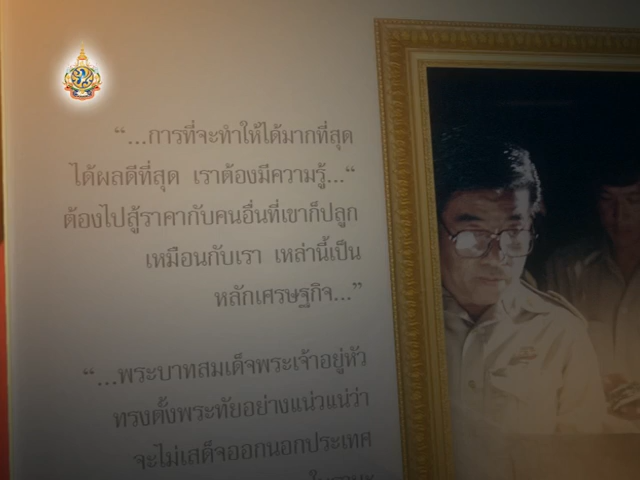 “...การที่จะทำให้ได้มากที่สุด
ได้ผลดีที่สุด เราต้องมีความรู้...“
ต้องไปสู้ราคากับคนอื่นที่เขาก็ปลูก
เหมือนกับเรา เหล่านี้เป็น
หลักเศรษฐกิจ...”
“...พระบาทสมเด็จพระเจ้าอยู่หัว
ทรงตั้งพระทัยอย่างแน่วแน่ว่า
จะไม่เสด็จออกนอกประเทศ